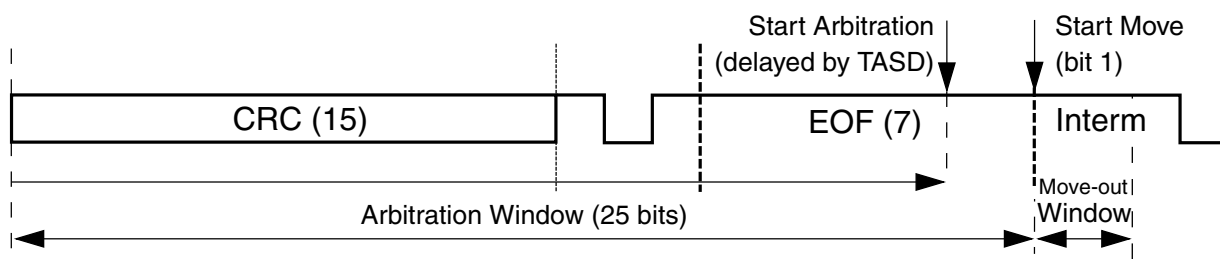 Start Arbitration
(delayed by TASD)
Start Move
(bit 1)
CRC (15)
EOF (7)
Interm
Move-out
Window
Arbitration Window (25 bits)